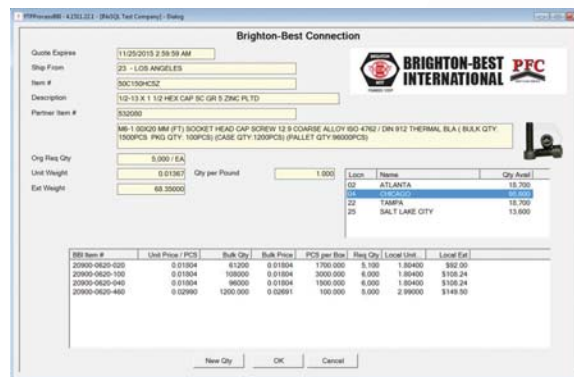 Brighton-Best Connection
Quote Expires 11/25/2015 2:59:59 AM
Ship From 23 - LOS ANGELES
Item # 50C150HC5Z
Description 1/2-13 X 1 1/2 HEX CAP SC GR 5 ZINC PLTD
Partner Item # 532080
M6-1.00X20 MM (FT) SOCKET HEAD CAP SCREW 12.9 COARSE ALLOY ISO 4762 / DIN 912 THERMAL BLA ( BULK QTY:
1500PCS PKG QTY: 100PCS) (CASE QTY:1200PCS) (PALLET QTY:96000PCS)
BRIGHTON-BEST
INTERNATIONAL
PFC
Org Req Qty 5,000 / EA
Unit Weight 0.01367 Qty per Pound 1.000
Ext Weight 68.35000
Locn Name Qty Avail
02 ATLANTA 18,700
04 CHICAGO
22 TAMPA 18,700
25 SALT LAKE CITY 13,600
BBI Item # Unit Price / PCS Bulk Qty Bulk Price PCS per Box Req Qty Local Unit... Local Ext
20900-0620-020 0.01804 61200 0.01804 1700.000 5,100 1.80400 $92.00
20900-0620-100 0.01804 108000 0.01804 3000.000 6,000 1.80400 $108.24
20900-0620-040 0.01804 96000 0.01804 1500.000 6,000 1.80400 $108.24
20900-0620-460 0.02990 1200.000 0.02691 100.000 5,000 2.99000 $149.50
New Qty OK Cancel